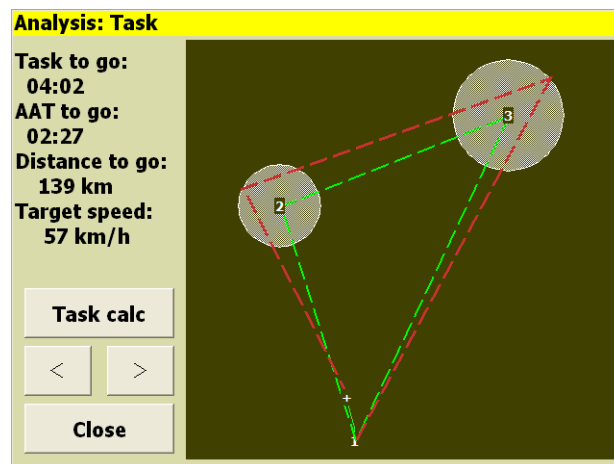 Analysis: Task
Task to go:
04:02
AAT to go:
02:27
Distance to go:
139 km
Target speed:
57 km/h
Task calc
< >
Close
3
2
+
1